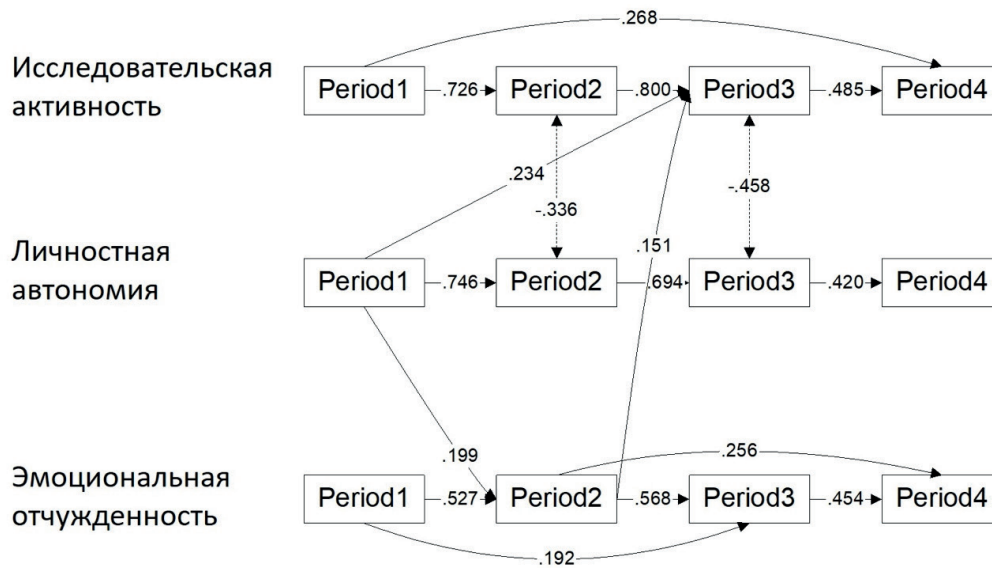 .268
Исследовательская
активность
Period1
.726
Period2
.800
Period3
.485
Period4
.234
-.336
-.458
Личностная
автономия
Period1
.746
Period2
.151
.694
Period3
.420
Period4
.199
.256
Эмоциональная
отчужденность
Period1
.527
Period2
.568
Period3
.454
Period4
.192